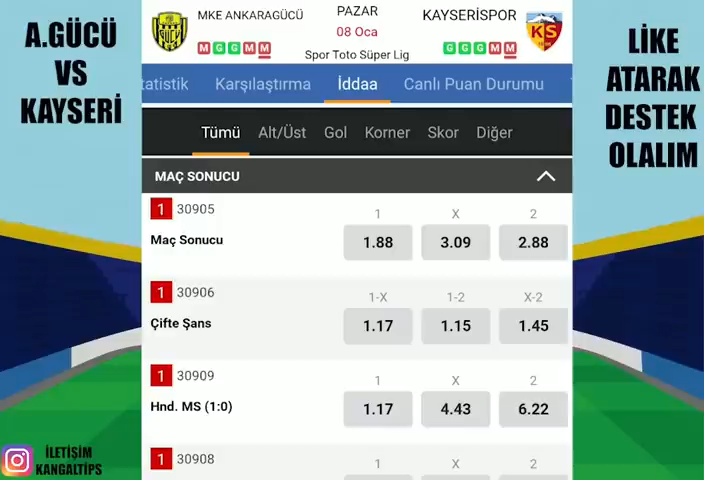 A.GÜCÜ
VS
KAYSERİ
MKE ANKARAGÜCÜ
M G G M M
PAZAR
08 Oca
Spor Toto Süper Lig
KAYSERİSPOR
G G G M M
KS
LİKE
ATARAK
DESTEK
OLALIM
tatistik Karşılaştırma İddaa Canlı Puan Durumu
Tümü Alt/Üst Gol Korner Skor Diğer
MAÇ SONUCU
1 30905 1 X 2
Maç Sonucu 1.88 3.09 2.88
1 30906 1-X 1-2 X-2
Çifte Şans 1.17 1.15 1.45
1 30909 1 X 2
Hnd. MS (1:0) 1.17 4.43 6.22
1 30908 1 X 2
İLETİŞİM
KANGALTİPS